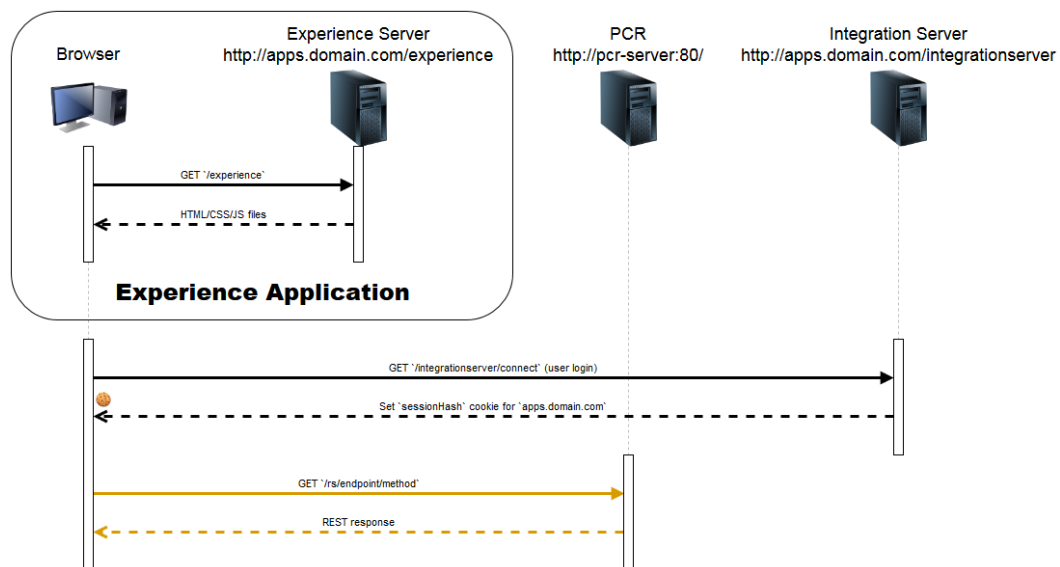 Browser
Experience Server
http://apps.domain.com/experience
PCR
http://pcr-server:80/
Integration Server
http://apps.domain.com/integrationserver
GET `/experience`
HTML/CSS/JS files
Experience Application
GET `/integrationserver/connect` (user login)
Set `sessionHash` cookie for `apps.domain.com`
GET `/rs/endpoint/method`
REST response